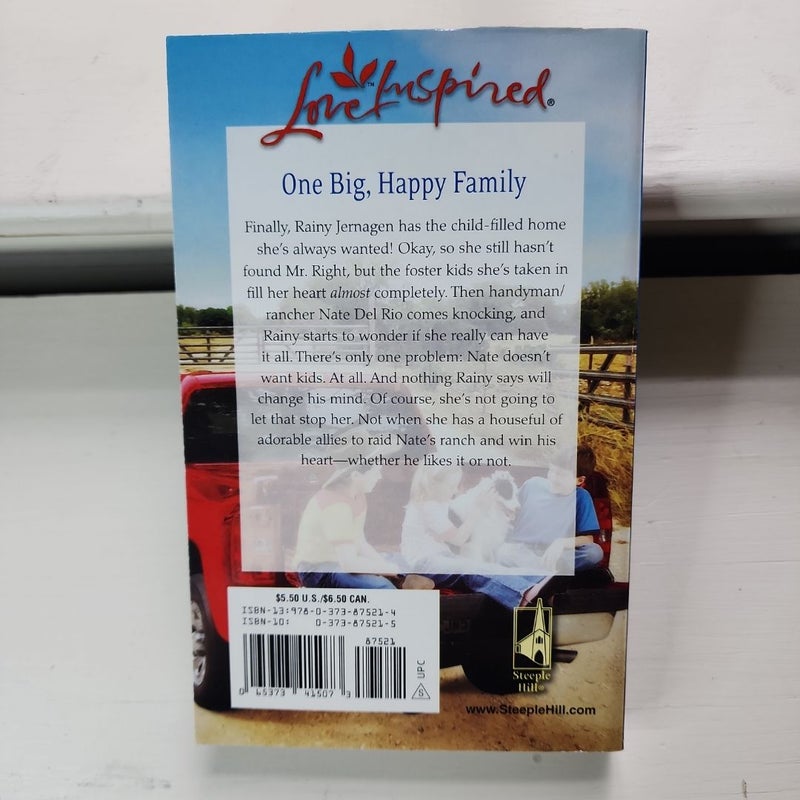 Love Inspired®
™
One Big, Happy Family
Finally, Rainy Jernagen has the child-filled home
she's always wanted! Okay, so she still hasn't
found Mr. Right, but the foster kids she's taken in
fill her heart almost completely. Then handyman/
rancher Nate Del Rio comes knocking, and
Rainy starts to wonder if she really can have
it all. There's only one problem: Nate doesn't
want kids. At all. And nothing Rainy says will
change his mind. Of course, she's not going to
let that stop her. Not when she has a houseful of
adorable allies to raid Nate's ranch and win his
heart—whether he likes it or not.
$5.50 U.S./$6.50 CAN.
ISBN-13:978-0-373-87521-4
ISBN-10: 0-373-87521-5
87521
0 65373 41507 3
UPC
S
Steeple
Hill®
www.SteepleHill.com